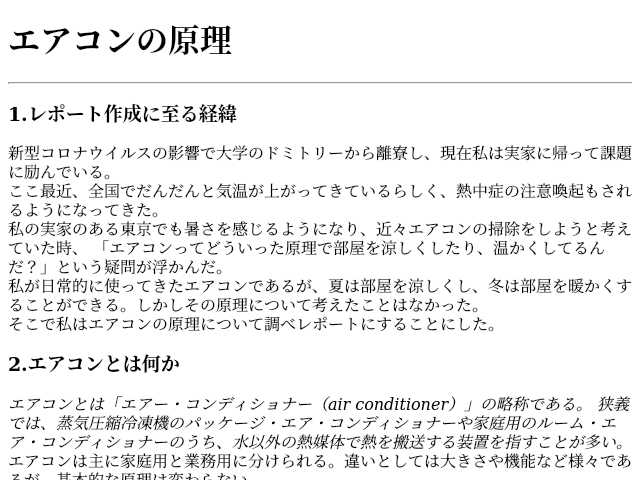 エアコンの原理
1.レポート作成に至る経緯
新型コロナウイルスの影響で大学のドミトリーから離寮し、現在私は実家に帰って課題
に励んでいる。
ここ最近、全国でだんだんと気温が上がってきているらしく、熱中症の注意喚起もされ
るようになってきた。
私の実家のある東京でも暑さを感じるようになり、近々エアコンの掃除をしようと考え
ていた時、 「エアコンってどういった原理で部屋を涼しくしたり、温かくしてるん
だ？」という疑問が浮かんだ。
私が日常的に使ってきたエアコンであるが、夏は部屋を涼しくし、冬は部屋を暖かくす
ることができる。しかしその原理について考えたことはなかった。
そこで私はエアコンの原理について調べレポートにすることにした。
2.エアコンとは何か
エアコンとは「エアー・コンディショナー（air conditioner）」の略称である。 狭義
では、蒸気圧縮冷凍機のパッケージ・エア・コンディショナーや家庭用のルーム・エ
ア・コンディショナーのうち、水以外の熱媒体で熱を搬送する装置を指すことが多い。
エアコンは主に家庭用と業務用に分けられる。違いとしては大きさや機能など様々であ
るが、基本的な原理は変わらない。